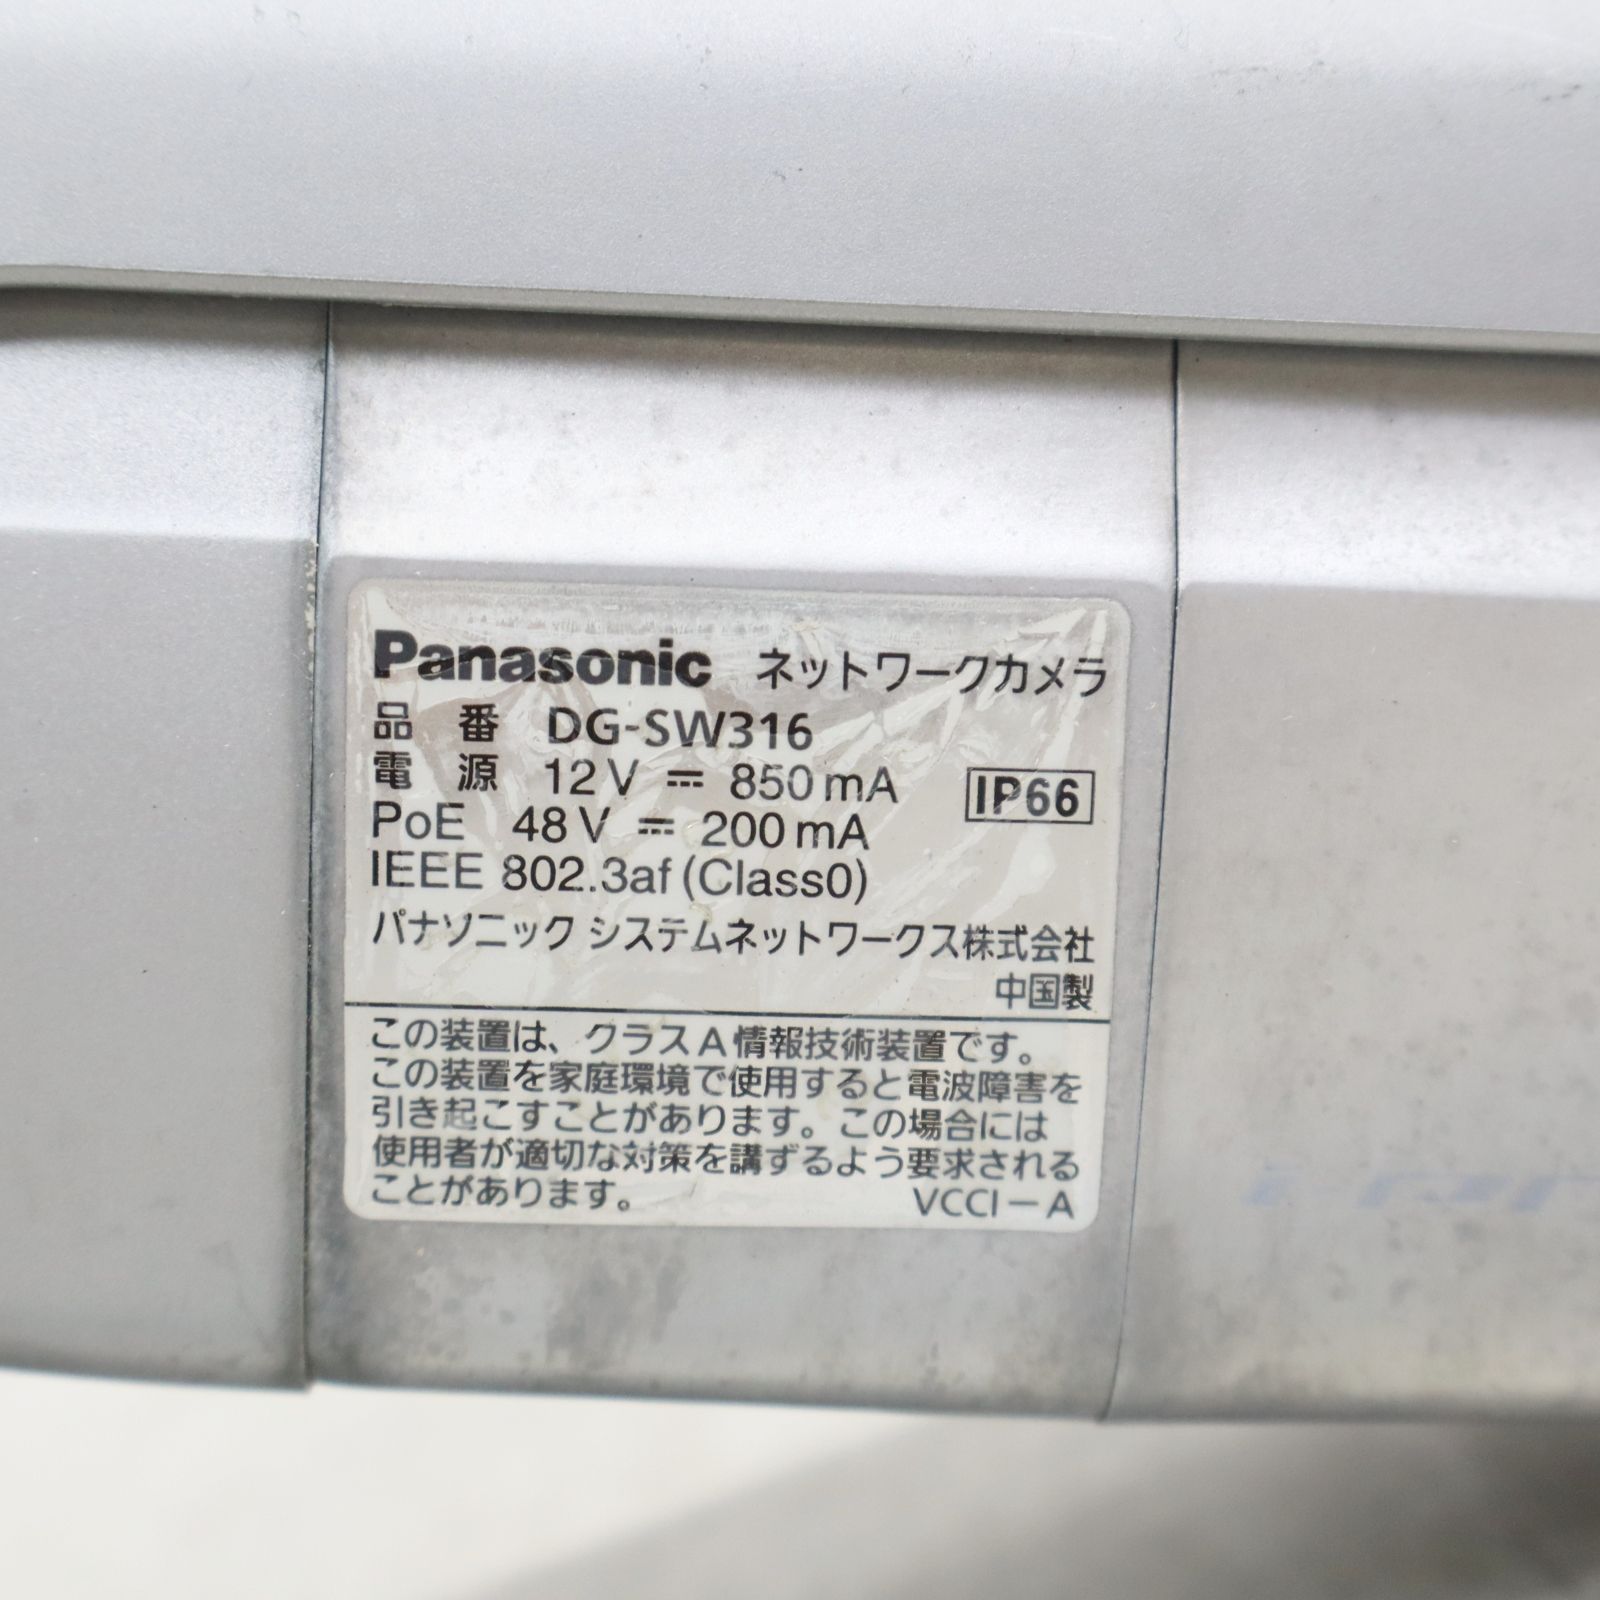 Panasonic ネットワークカメラ
品 番 DG-SW316
電 源 12V ⎓ 850mA IP66
PoE 48V ⎓ 200mA
IEEE 802.3af (Class0)
パナソニック システムネットワークス株式会社
中国製
この装置は、クラスA情報技術装置です。
この装置を家庭環境で使用すると電波障害を
引き起こすことがあります。この場合には
使用者が適切な対策を講ずるよう要求される
ことがあります。 VCCI－A